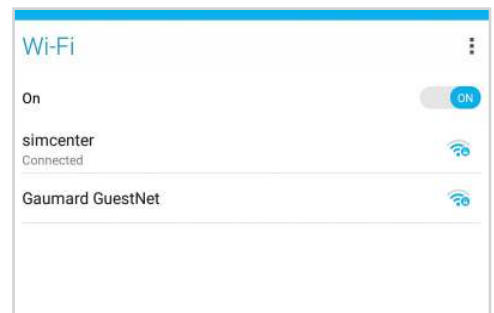 Wi-Fi
On
ON
simcenter
Connected
Gaumard GuestNet